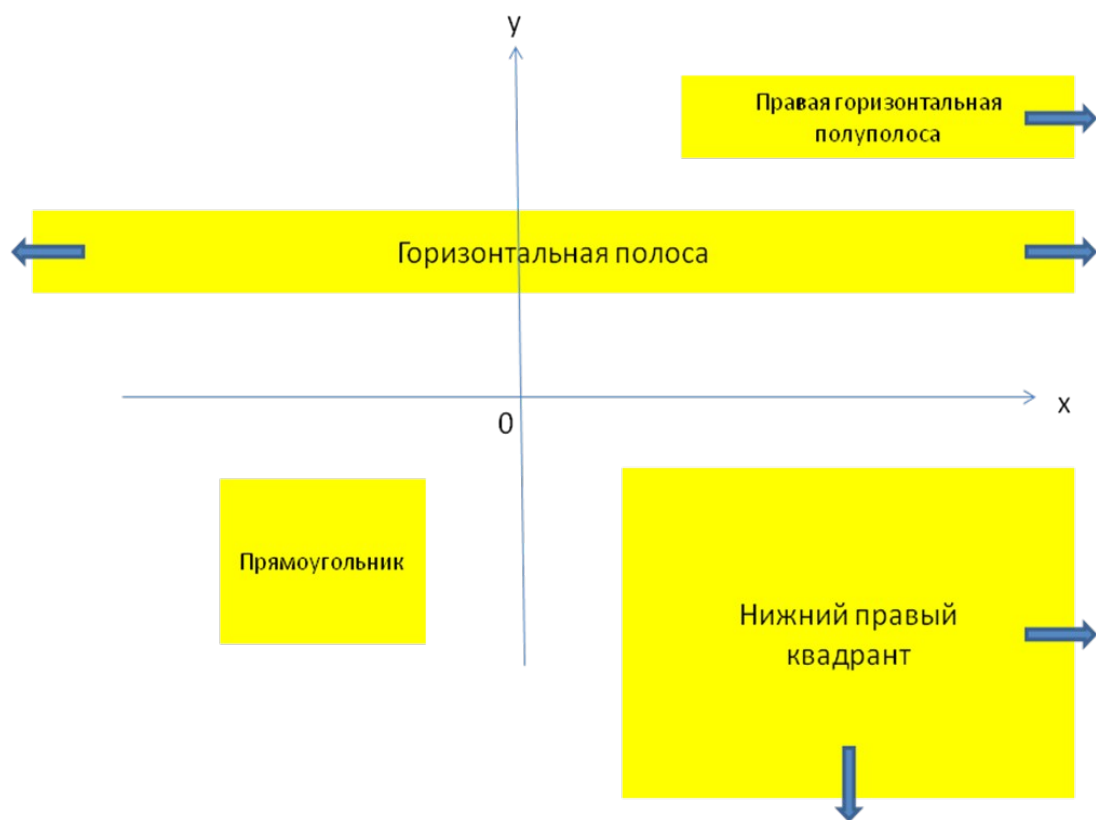 y
Правая горизонтальная
полуполоса
Горизонтальная полоса
x
0
Прямоугольник
Нижний правый
квадрант